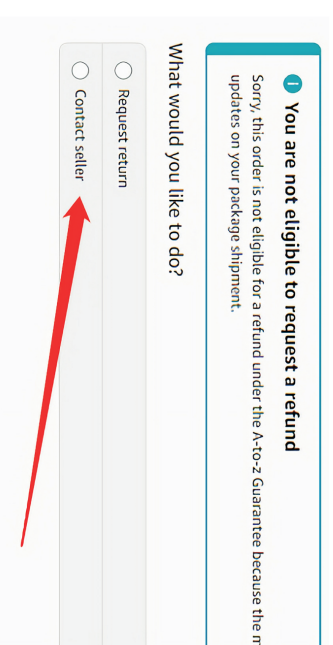 You are not eligible to request a refund
Sorry, this order is not eligible for a refund under the A-to-z Guarantee because the
updates on your package shipment.
What would you like to do?
Request return
Contact seller